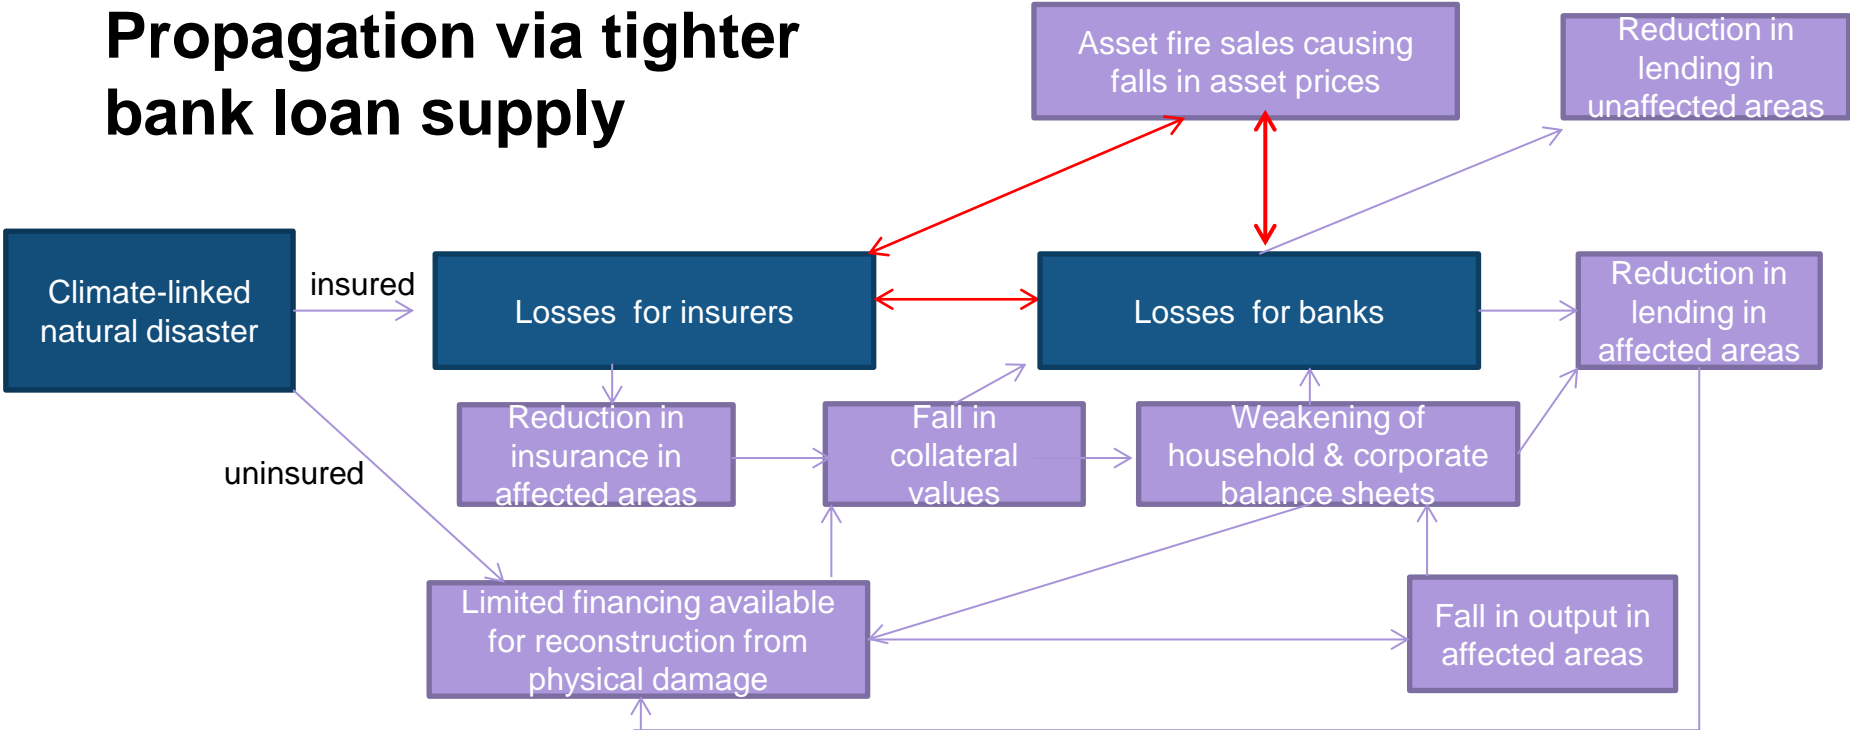 Propagation via tighter
bank loan supply
Asset fire sales causing
falls in asset prices
Reduction in
lending in
unaffected areas
Climate-linked
natural disaster
insured
Losses for insurers
Losses for banks
Reduction in
lending in
affected areas
uninsured
Reduction in
insurance in
affected areas
Fall in
collateral
values
Weakening of
household & corporate
balance sheets
Limited financing available
for reconstruction from
physical damage
Fall in output in
affected areas